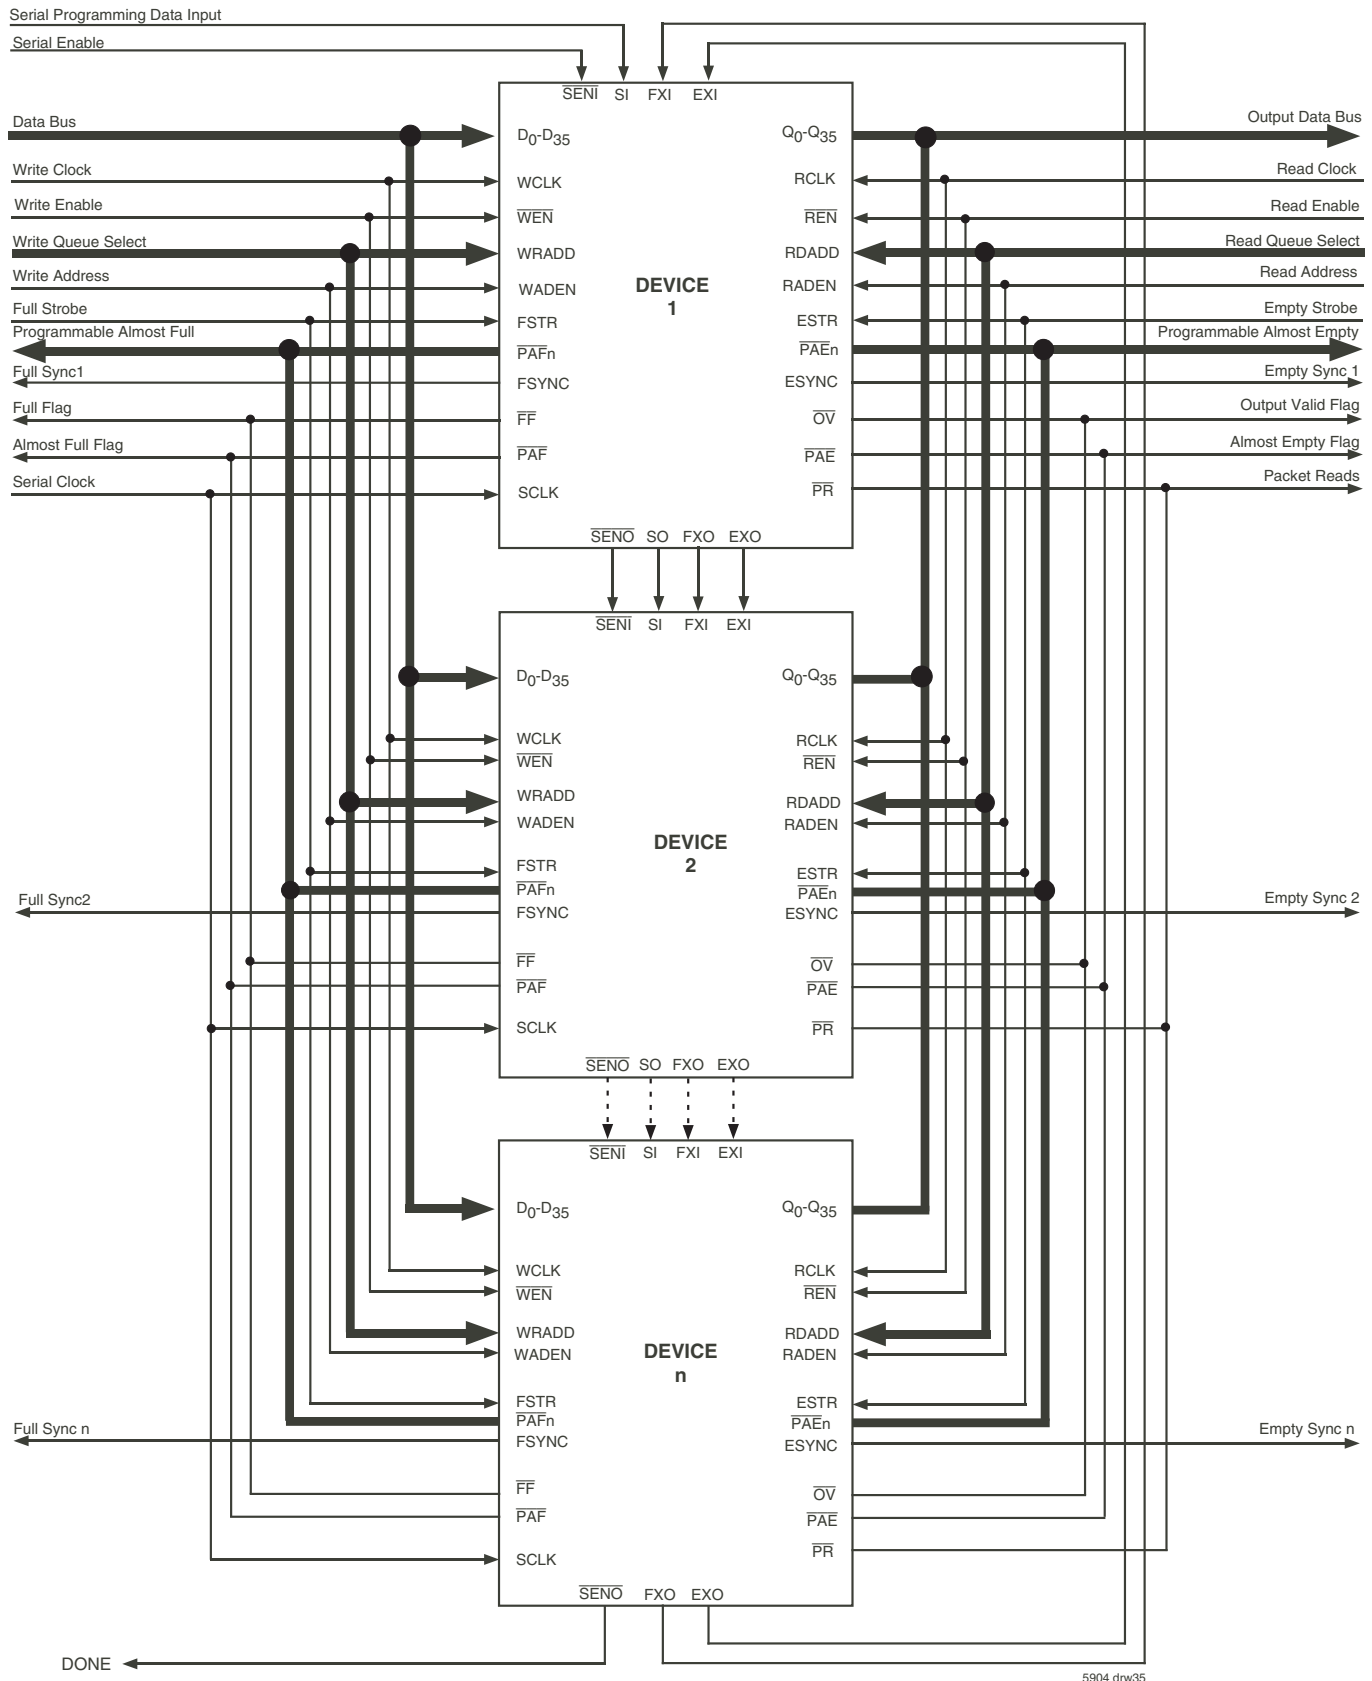 Serial Programming Data Input
Serial Enable
SENI SI FXI EXI
Data Bus D0-D35 Q0-Q35 Output Data Bus
Write Clock WCLK RCLK Read Clock
Write Enable WEN REN Read Enable
Write Queue Select WRADD RDADD Read Queue Select
Write Address WADEN RADEN Read Address
DEVICE
1
Full Strobe FSTR ESTR Empty Strobe
Programmable Almost Full PAFn PAEn Programmable Almost Empty
Full Sync1 FSYNC ESYNC Empty Sync 1
Full Flag FF OV Output Valid Flag
Almost Full Flag PAF PAE Almost Empty Flag
Serial Clock SCLK PR Packet Reads
SENO SO FXO EXO
SENI SI FXI EXI
D0-D35 Q0-Q35
WCLK RCLK
WEN REN
WRADD RDADD
WADEN RADEN
DEVICE
2
FSTR ESTR
PAFn PAEn
Full Sync2 FSYNC ESYNC Empty Sync 2
FF OV
PAF PAE
SCLK PR
SENO SO FXO EXO
SENI SI FXI EXI
D0-D35 Q0-Q35
WCLK RCLK
WEN REN
WRADD RDADD
WADEN RADEN
DEVICE
n
FSTR ESTR
PAFn PAEn
Full Sync n FSYNC ESYNC Empty Sync n
FF OV
PAF PAE
SCLK PR
SENO FXO EXO
DONE
5904 drw35